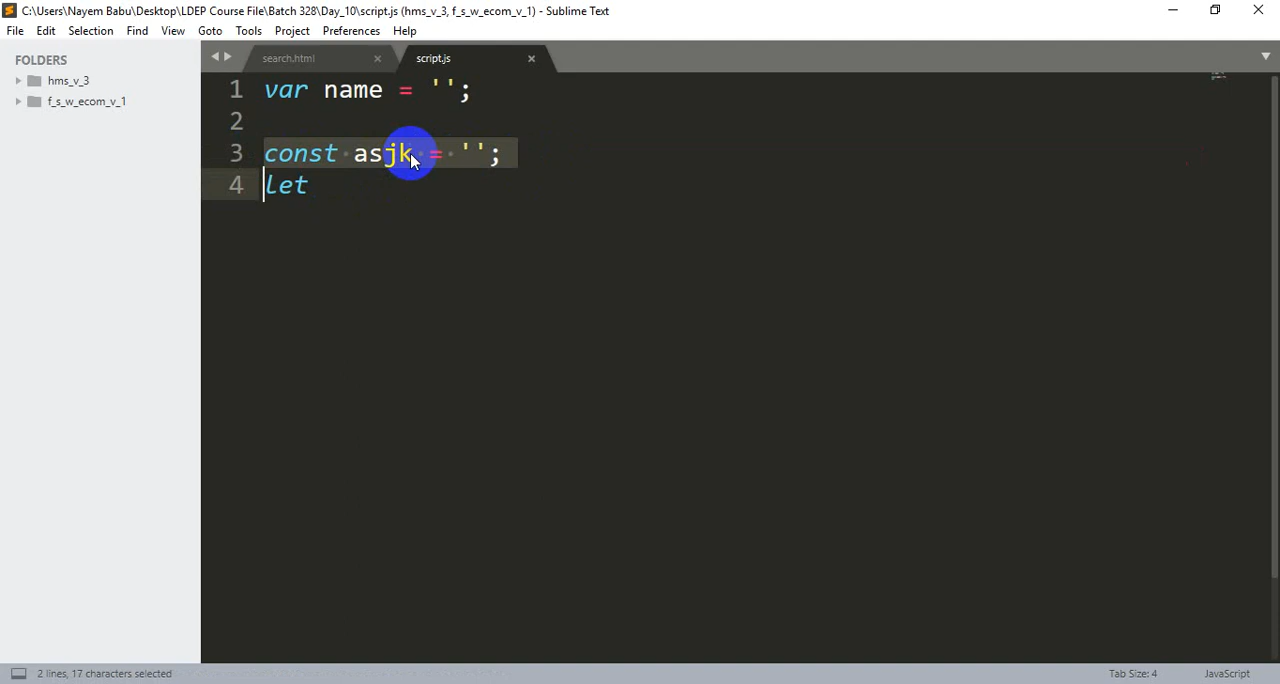 C:\Users\Nayem Babu\Desktop\LDEP Course File\Batch 328\Day_10\script.js (hms_v_3, f_s_w_ecom_v_1) - Sublime Text
File Edit Selection Find View Goto Tools Project Preferences Help
FOLDERS
hms_v_3
f_s_w_ecom_v_1
search.html
script.js
1 var name = '';
2
3 const asjk = '';
4 let
2 lines, 17 characters selected
Tab Size: 4
JavaScript